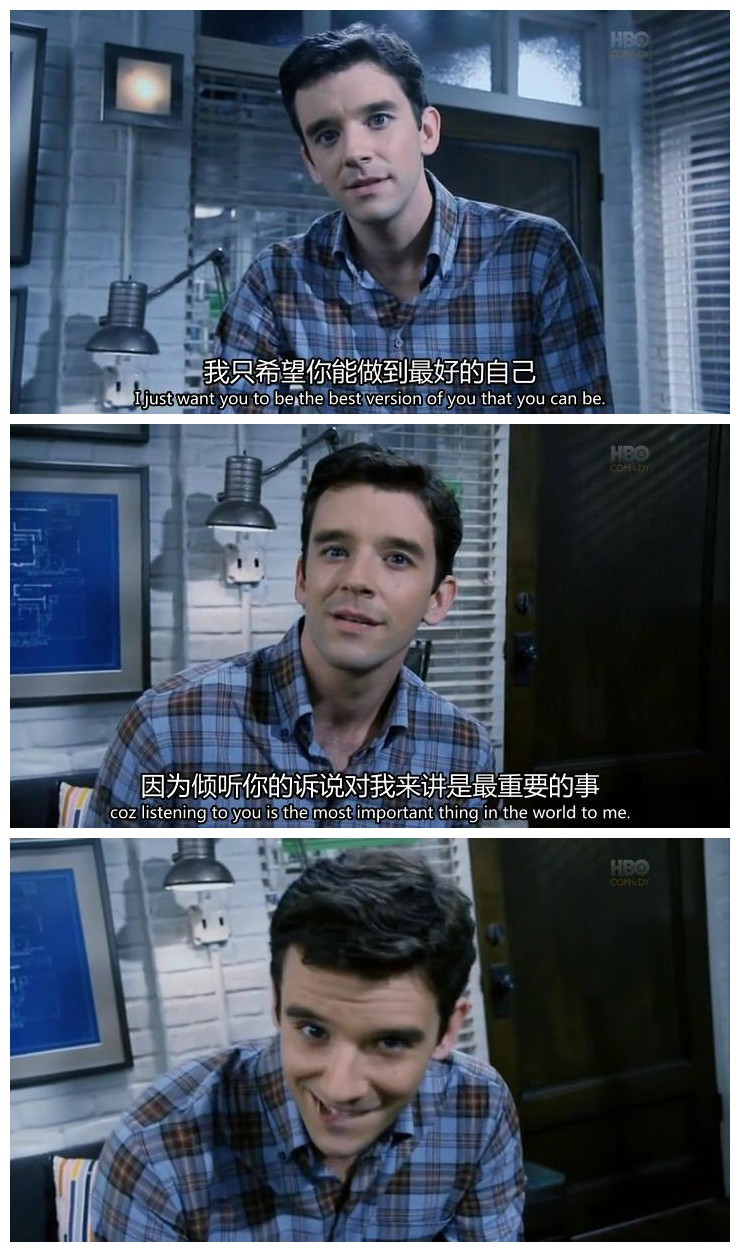 HBO
COMEDY
我只希望你能做到最好的自己
I just want you to be the best version of you that you can be.
HBO
COMEDY
因为倾听你的诉说对我来讲是最重要的事
coz listening to you is the most important thing in the world to me.
HBO
COMEDY